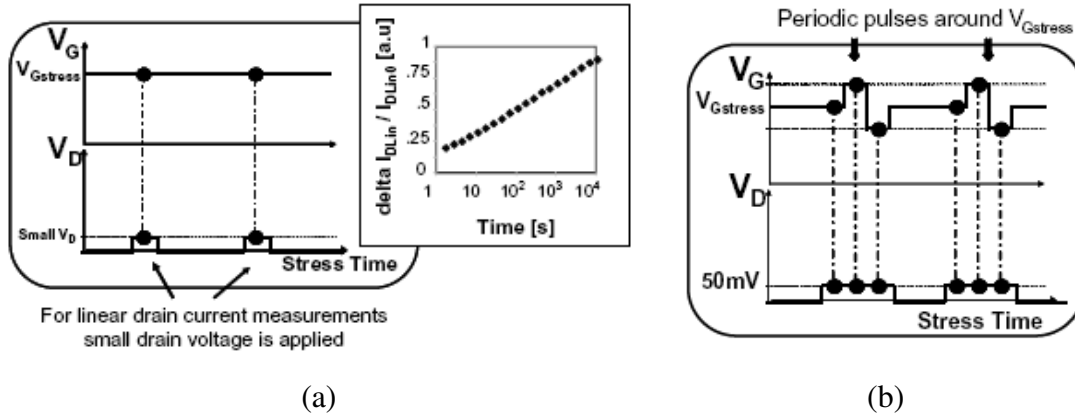 V_G
V_Gstress
V_D
Small V_D
Stress Time
For linear drain current measurements
small drain voltage is applied
delta I_DLin / I_DLin0 [a.u]
1
.75
.5
.25
0
1 10 10^2 10^3 10^4
Time [s]
(a)
Periodic pulses around V_Gstress
V_G
V_Gstress
V_D
50mV
Stress Time
(b)